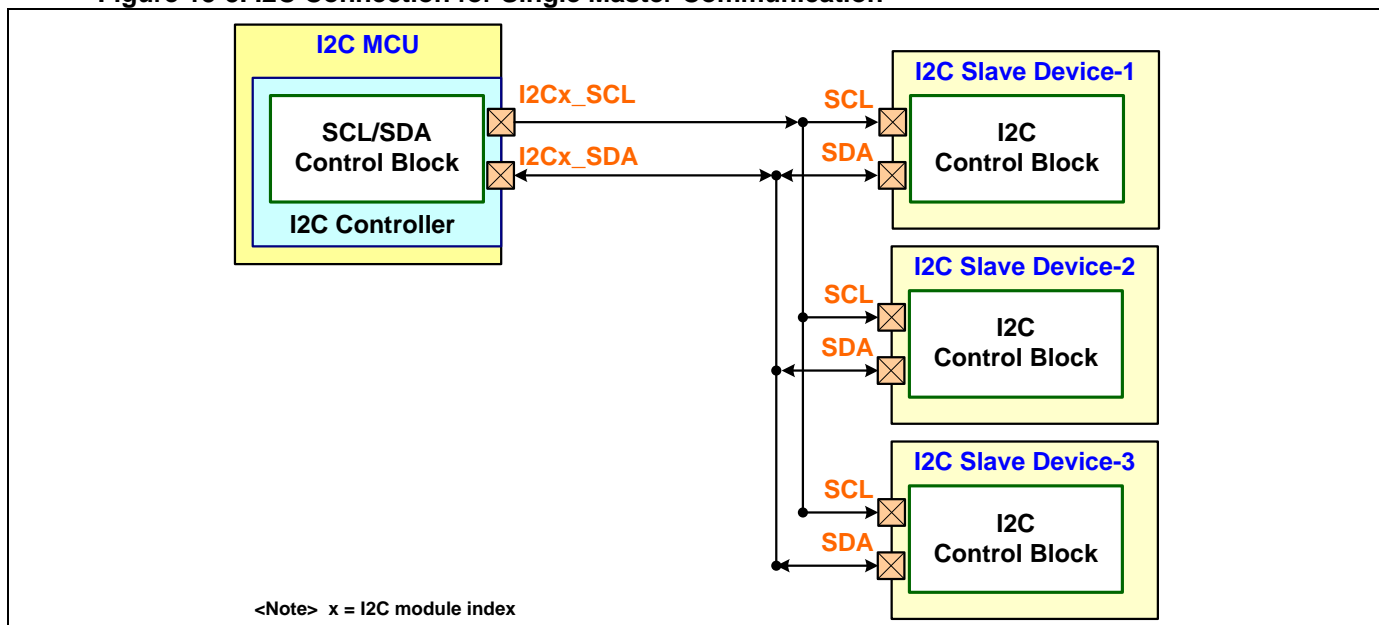 I2C MCU
SCL/SDA
Control Block
I2C Controller
I2Cx_SCL
I2Cx_SDA
I2C Slave Device-1
SCL
SDA
I2C
Control Block
I2C Slave Device-2
SCL
SDA
I2C
Control Block
I2C Slave Device-3
SCL
SDA
I2C
Control Block
<Note> x = I2C module index